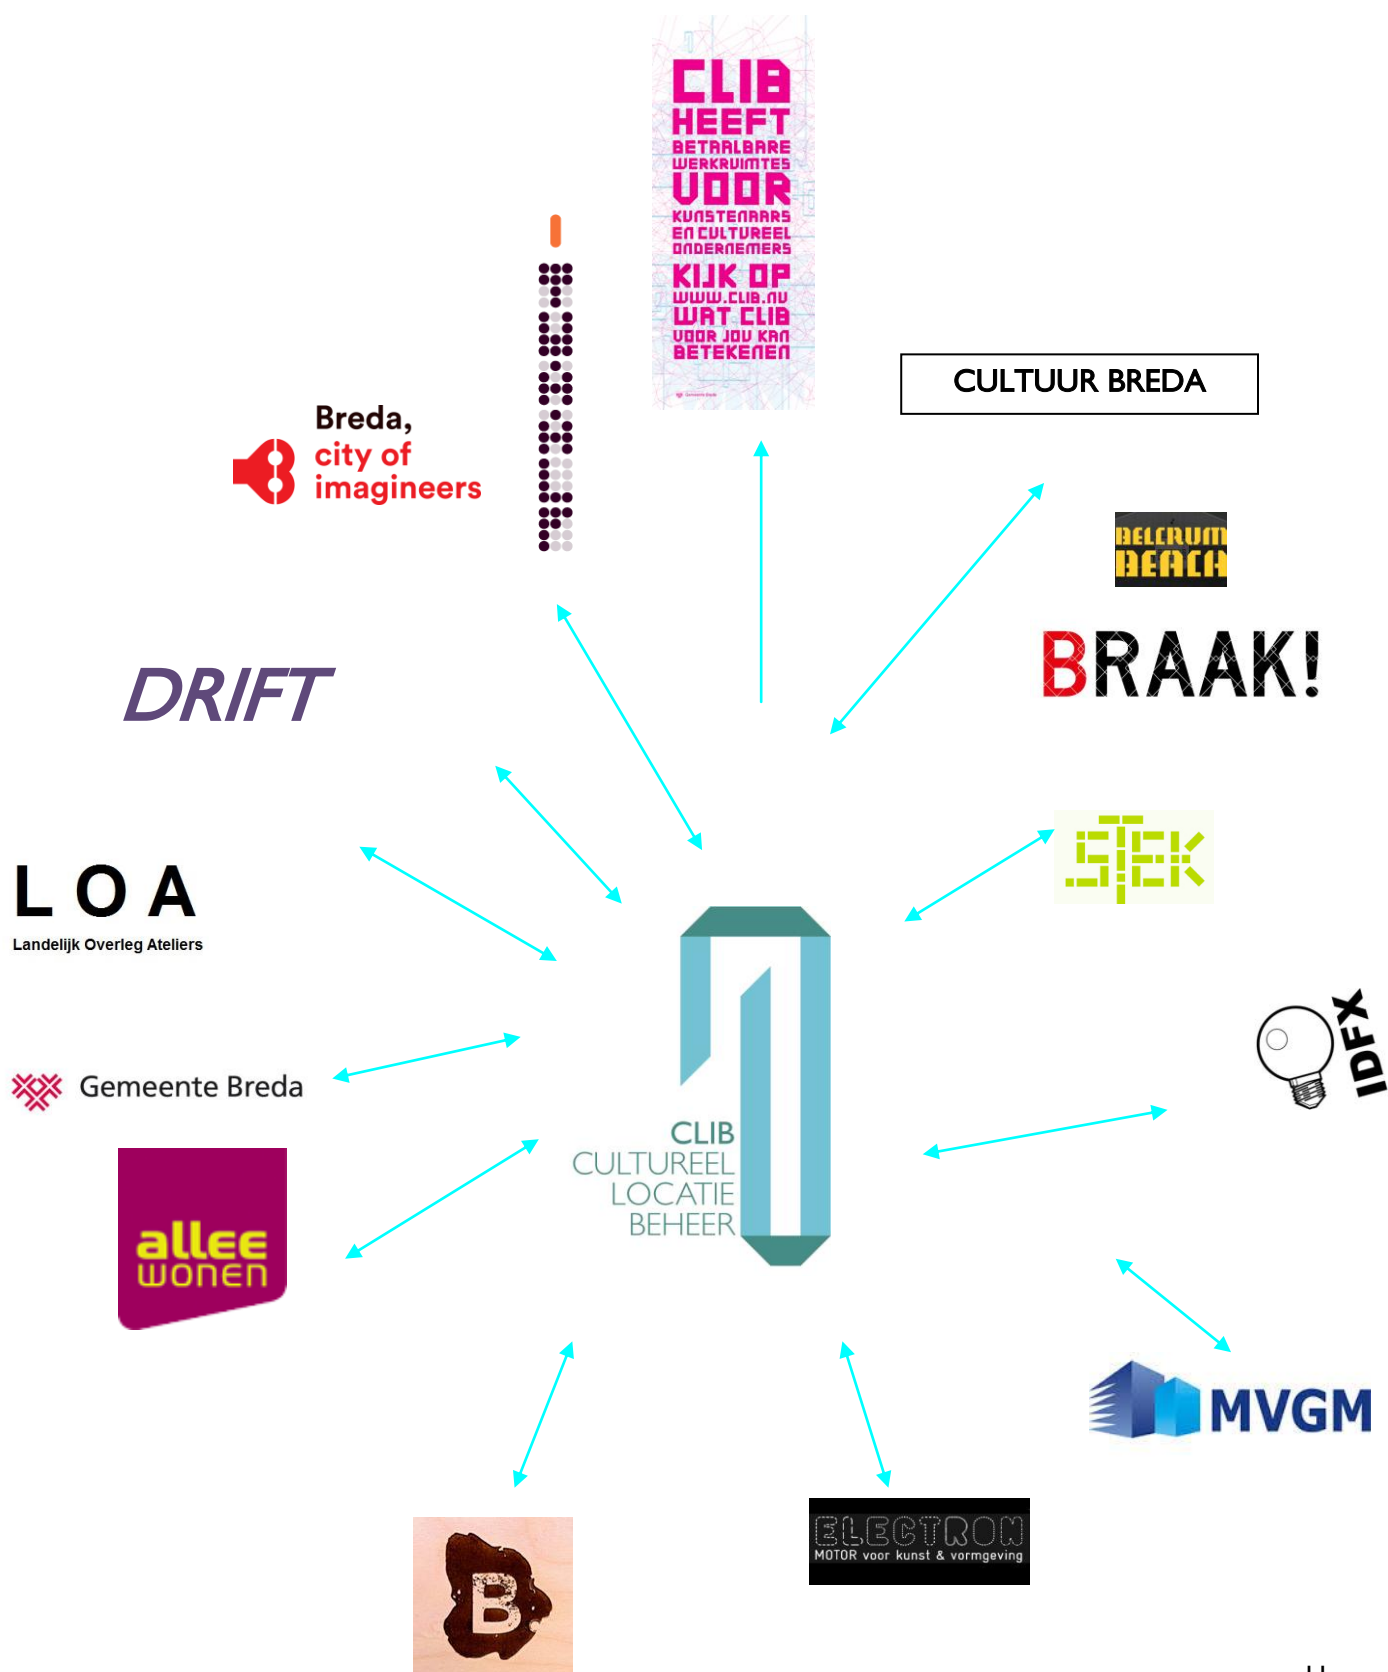 CLIB
HEEFT
BETAALBARE
WERKRUIMTES
VOOR
KUNSTENAARS
EN CULTUREEL
ONDERNEMERS
KIJK OP
WWW.CLIB.NU
WAT CLIB
VOOR JOU KAN
BETEKENEN
Gemeente Breda
CULTUUR BREDA
Breda,
city of
imagineers
BELCRUM
BEACH
BRAAK!
DRIFT
STEK
L O A
Landelijk Overleg Ateliers
IDFX
Gemeente Breda
CLIB
CULTUREEL
LOCATIE
BEHEER
allee
wonen
MVGM
ELECTRON
MOTOR voor kunst & vormgeving
B